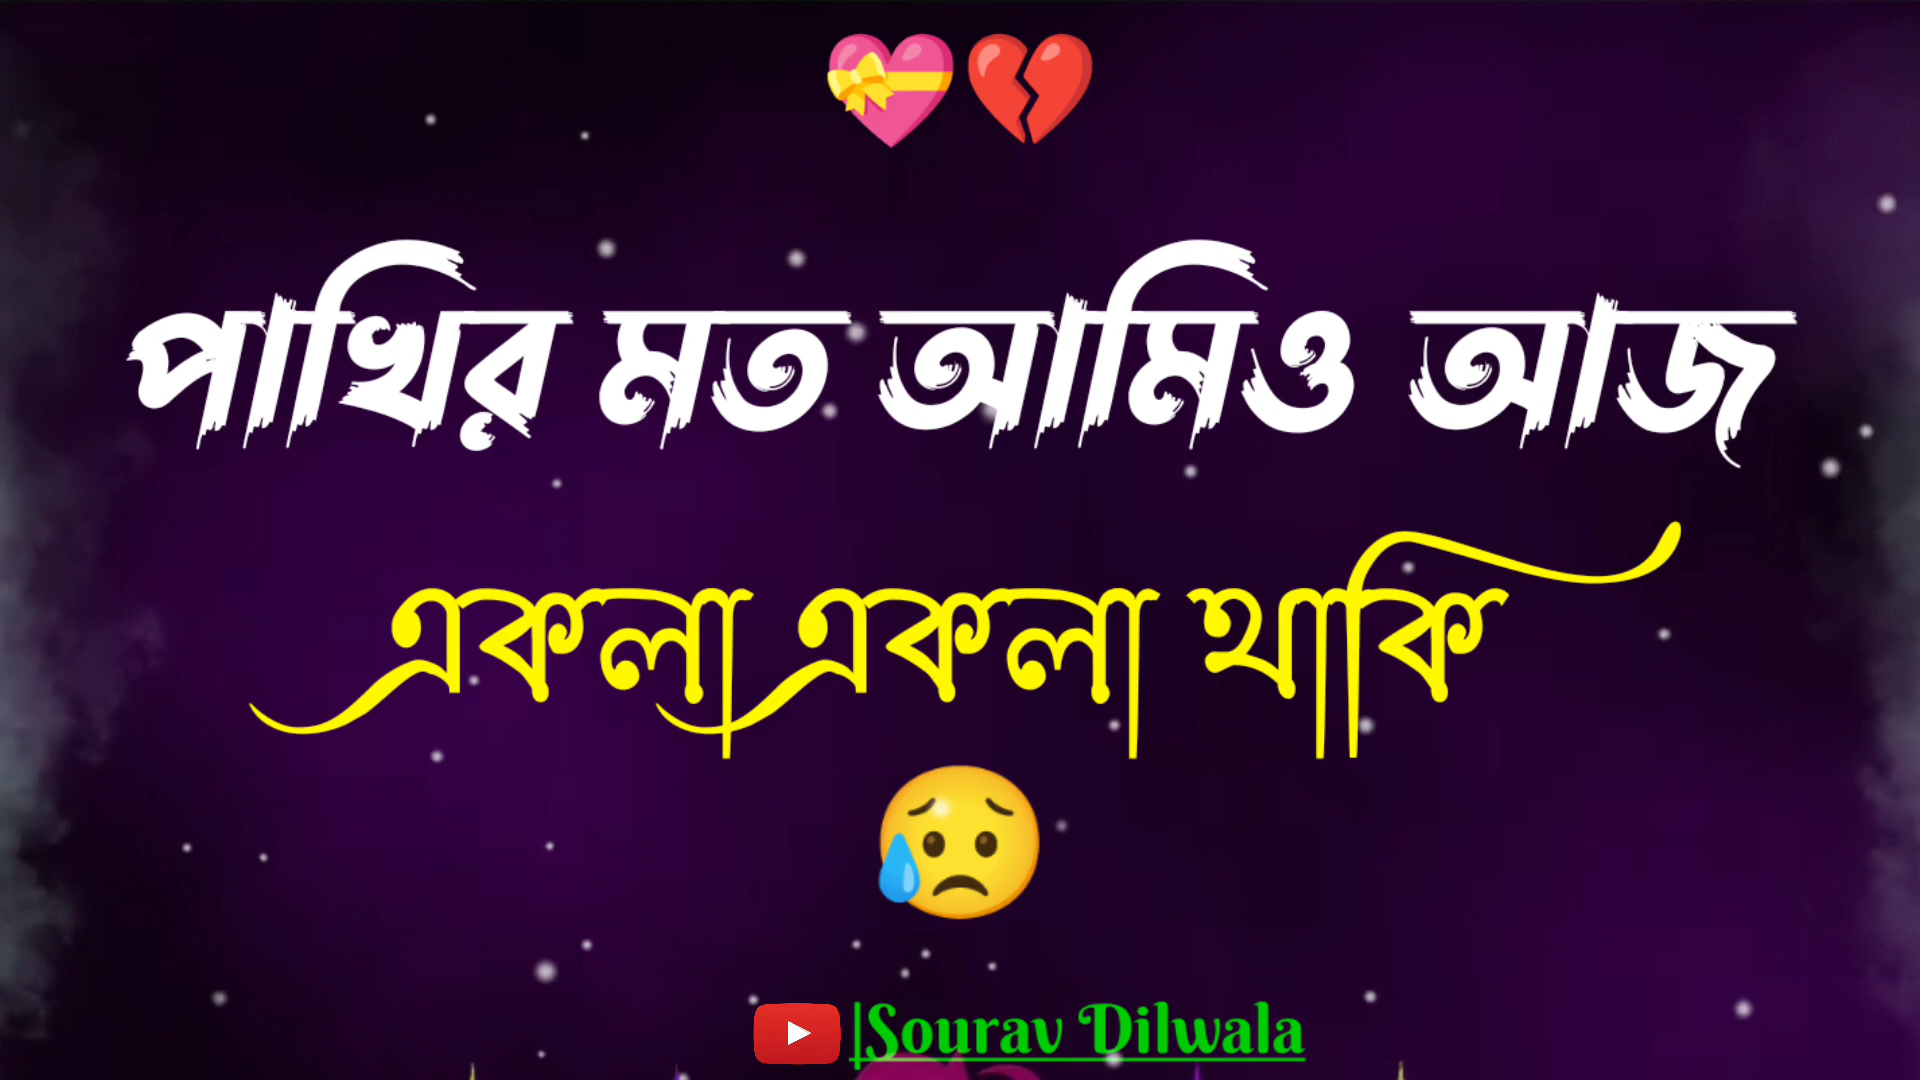 পাখির মত আমিও আজ
একলা একলা থাকি
|Sourav Dilwala